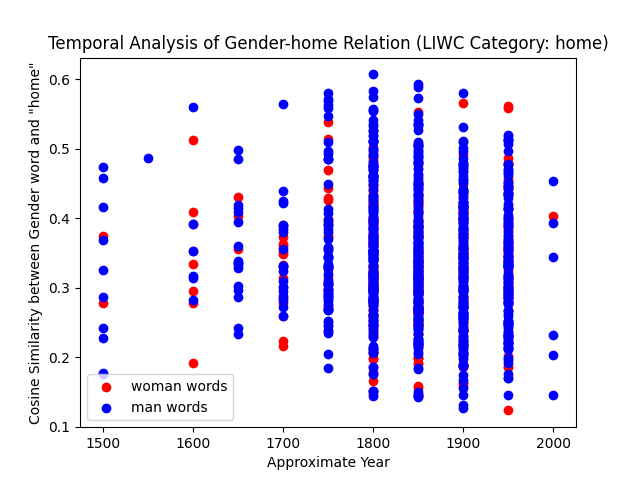 Temporal Analysis of Gender-home Relation (LIWC Category: home)
Cosine Similarity between Gender word and "home"
0.6
0.5
0.4
0.3
0.2
0.1
woman words
man words
1500 1600 1700 1800 1900 2000
Approximate Year